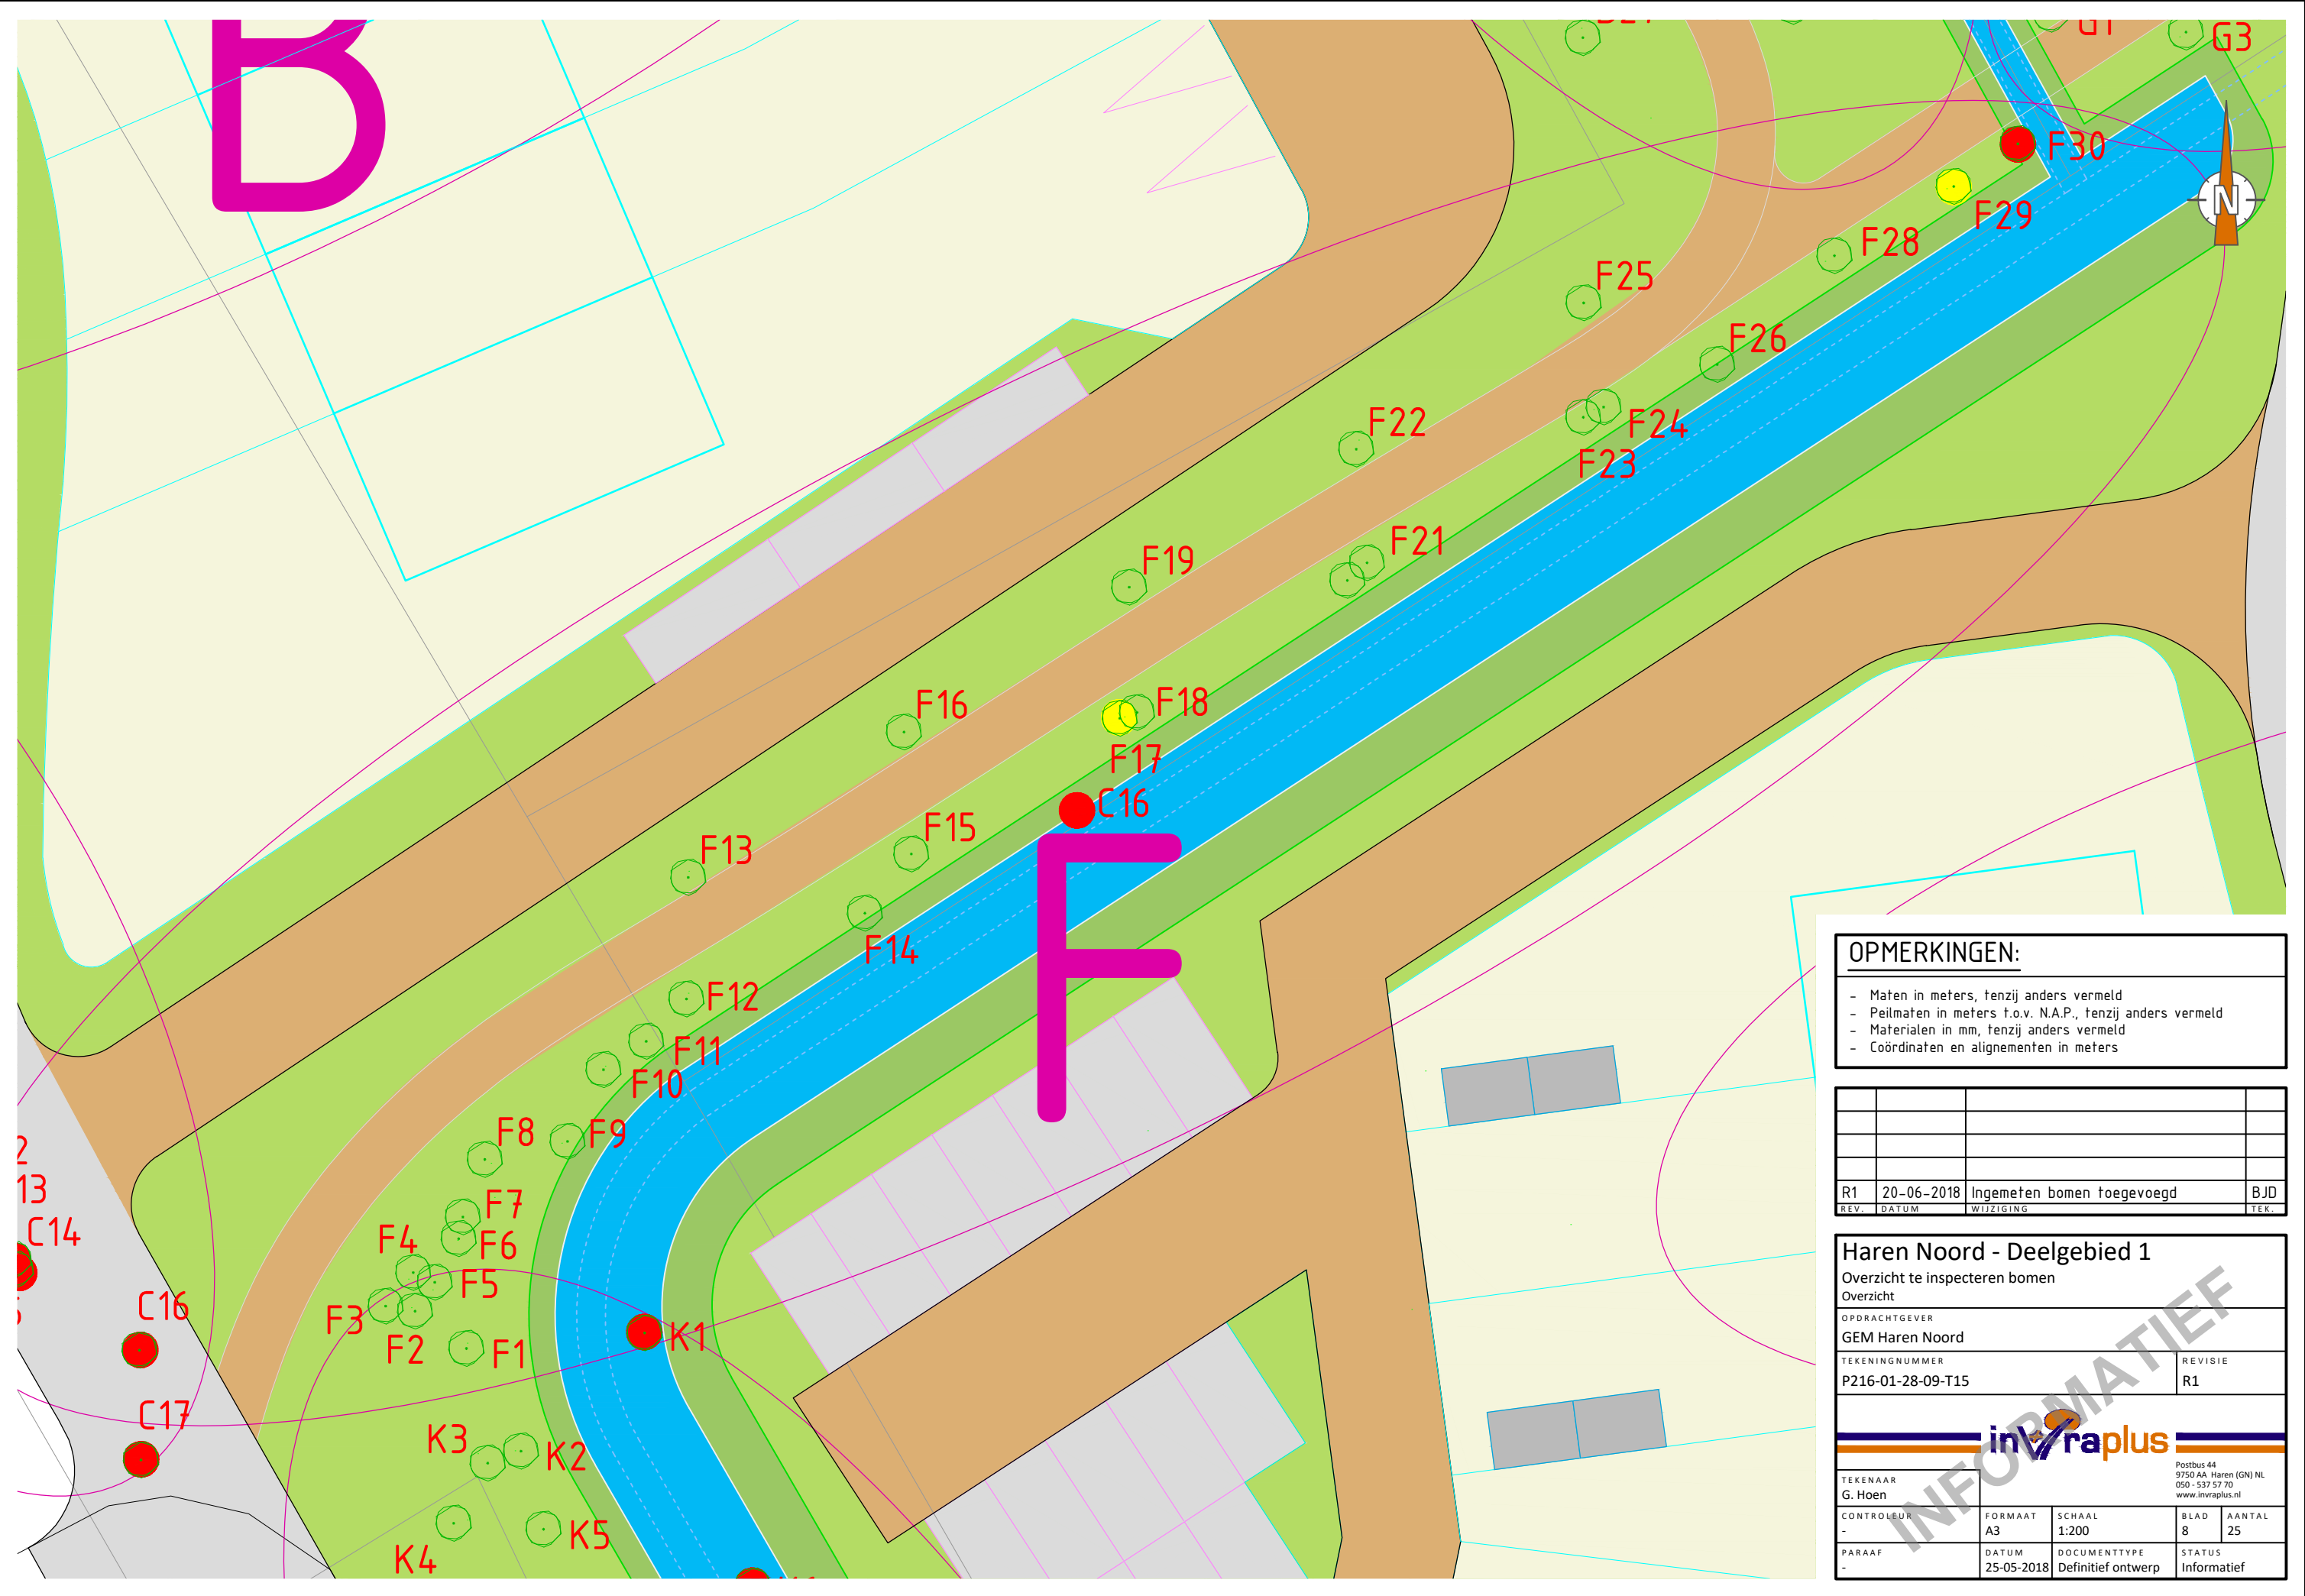 B
G1
G3
F30
F29
F28
F25
F26
F22
F24
F23
F21
F19
F18
F16
F17
C16
F15
F13
F
F14
F12
F11
F10
F8
F9
13
C14
F7
F4
F6
F5
C16
F3
F2
F1
K1
C17
K3
K2
K5
K4
N
OPMERKINGEN:
- Maten in meters, tenzij anders vermeld
- Peilmaten in meters t.o.v. N.A.P., tenzij anders vermeld
- Materialen in mm, tenzij anders vermeld
- Coördinaten en alignementen in meters
R1 20-06-2018 Ingemeten bomen toegevoegd BJD
REV. DATUM WIJZIGING TEK.
Haren Noord - Deelgebied 1
Overzicht te inspecteren bomen
Overzicht
OPDRACHTGEVER
GEM Haren Noord
TEKENINGNUMMER REVISIE
P216-01-28-09-T15 R1
invraplus
Postbus 44
9750 AA Haren (GN) NL
050 - 537 57 70
www.invraplus.nl
TEKENAAR
G. Hoen
CONTROLEUR FORMAAT SCHAAL BLAD AANTAL
- A3 1:200 8 25
PARAAF DATUM DOCUMENTTYPE STATUS
- 25-05-2018 Definitief ontwerp Informatief
INFORMATIEF